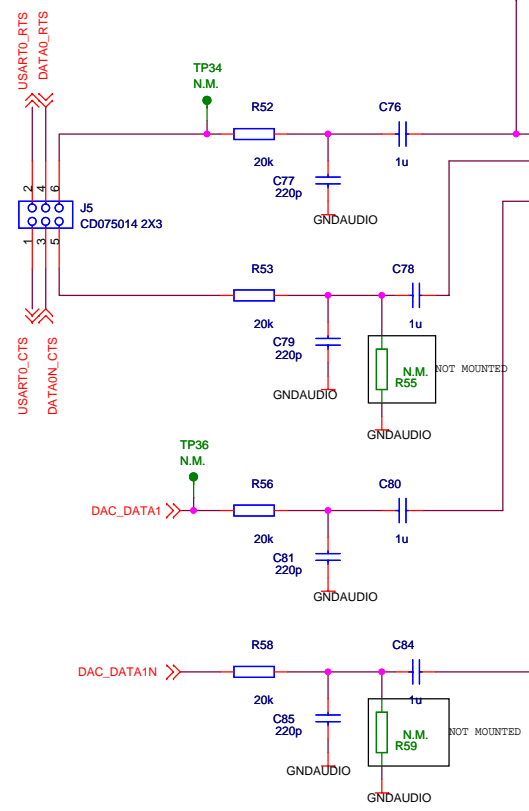 USART0_RTS
DATA0_RTS
TP34
N.M.
R52
20k
C76
1u
C77
220p
GNDAUDIO
2
4
6
J5
CD075014 2X3
1
3
5
USART0_CTS
DATA0N_CTS
R53
20k
C78
1u
C79
220p
GNDAUDIO
N.M.
R55
NOT MOUNTED
GNDAUDIO
TP36
N.M.
DAC_DATA1
R56
20k
C80
1u
C81
220p
GNDAUDIO
DAC_DATA1N
R58
20k
C84
1u
C85
220p
GNDAUDIO
N.M.
R59
NOT MOUNTED
GNDAUDIO